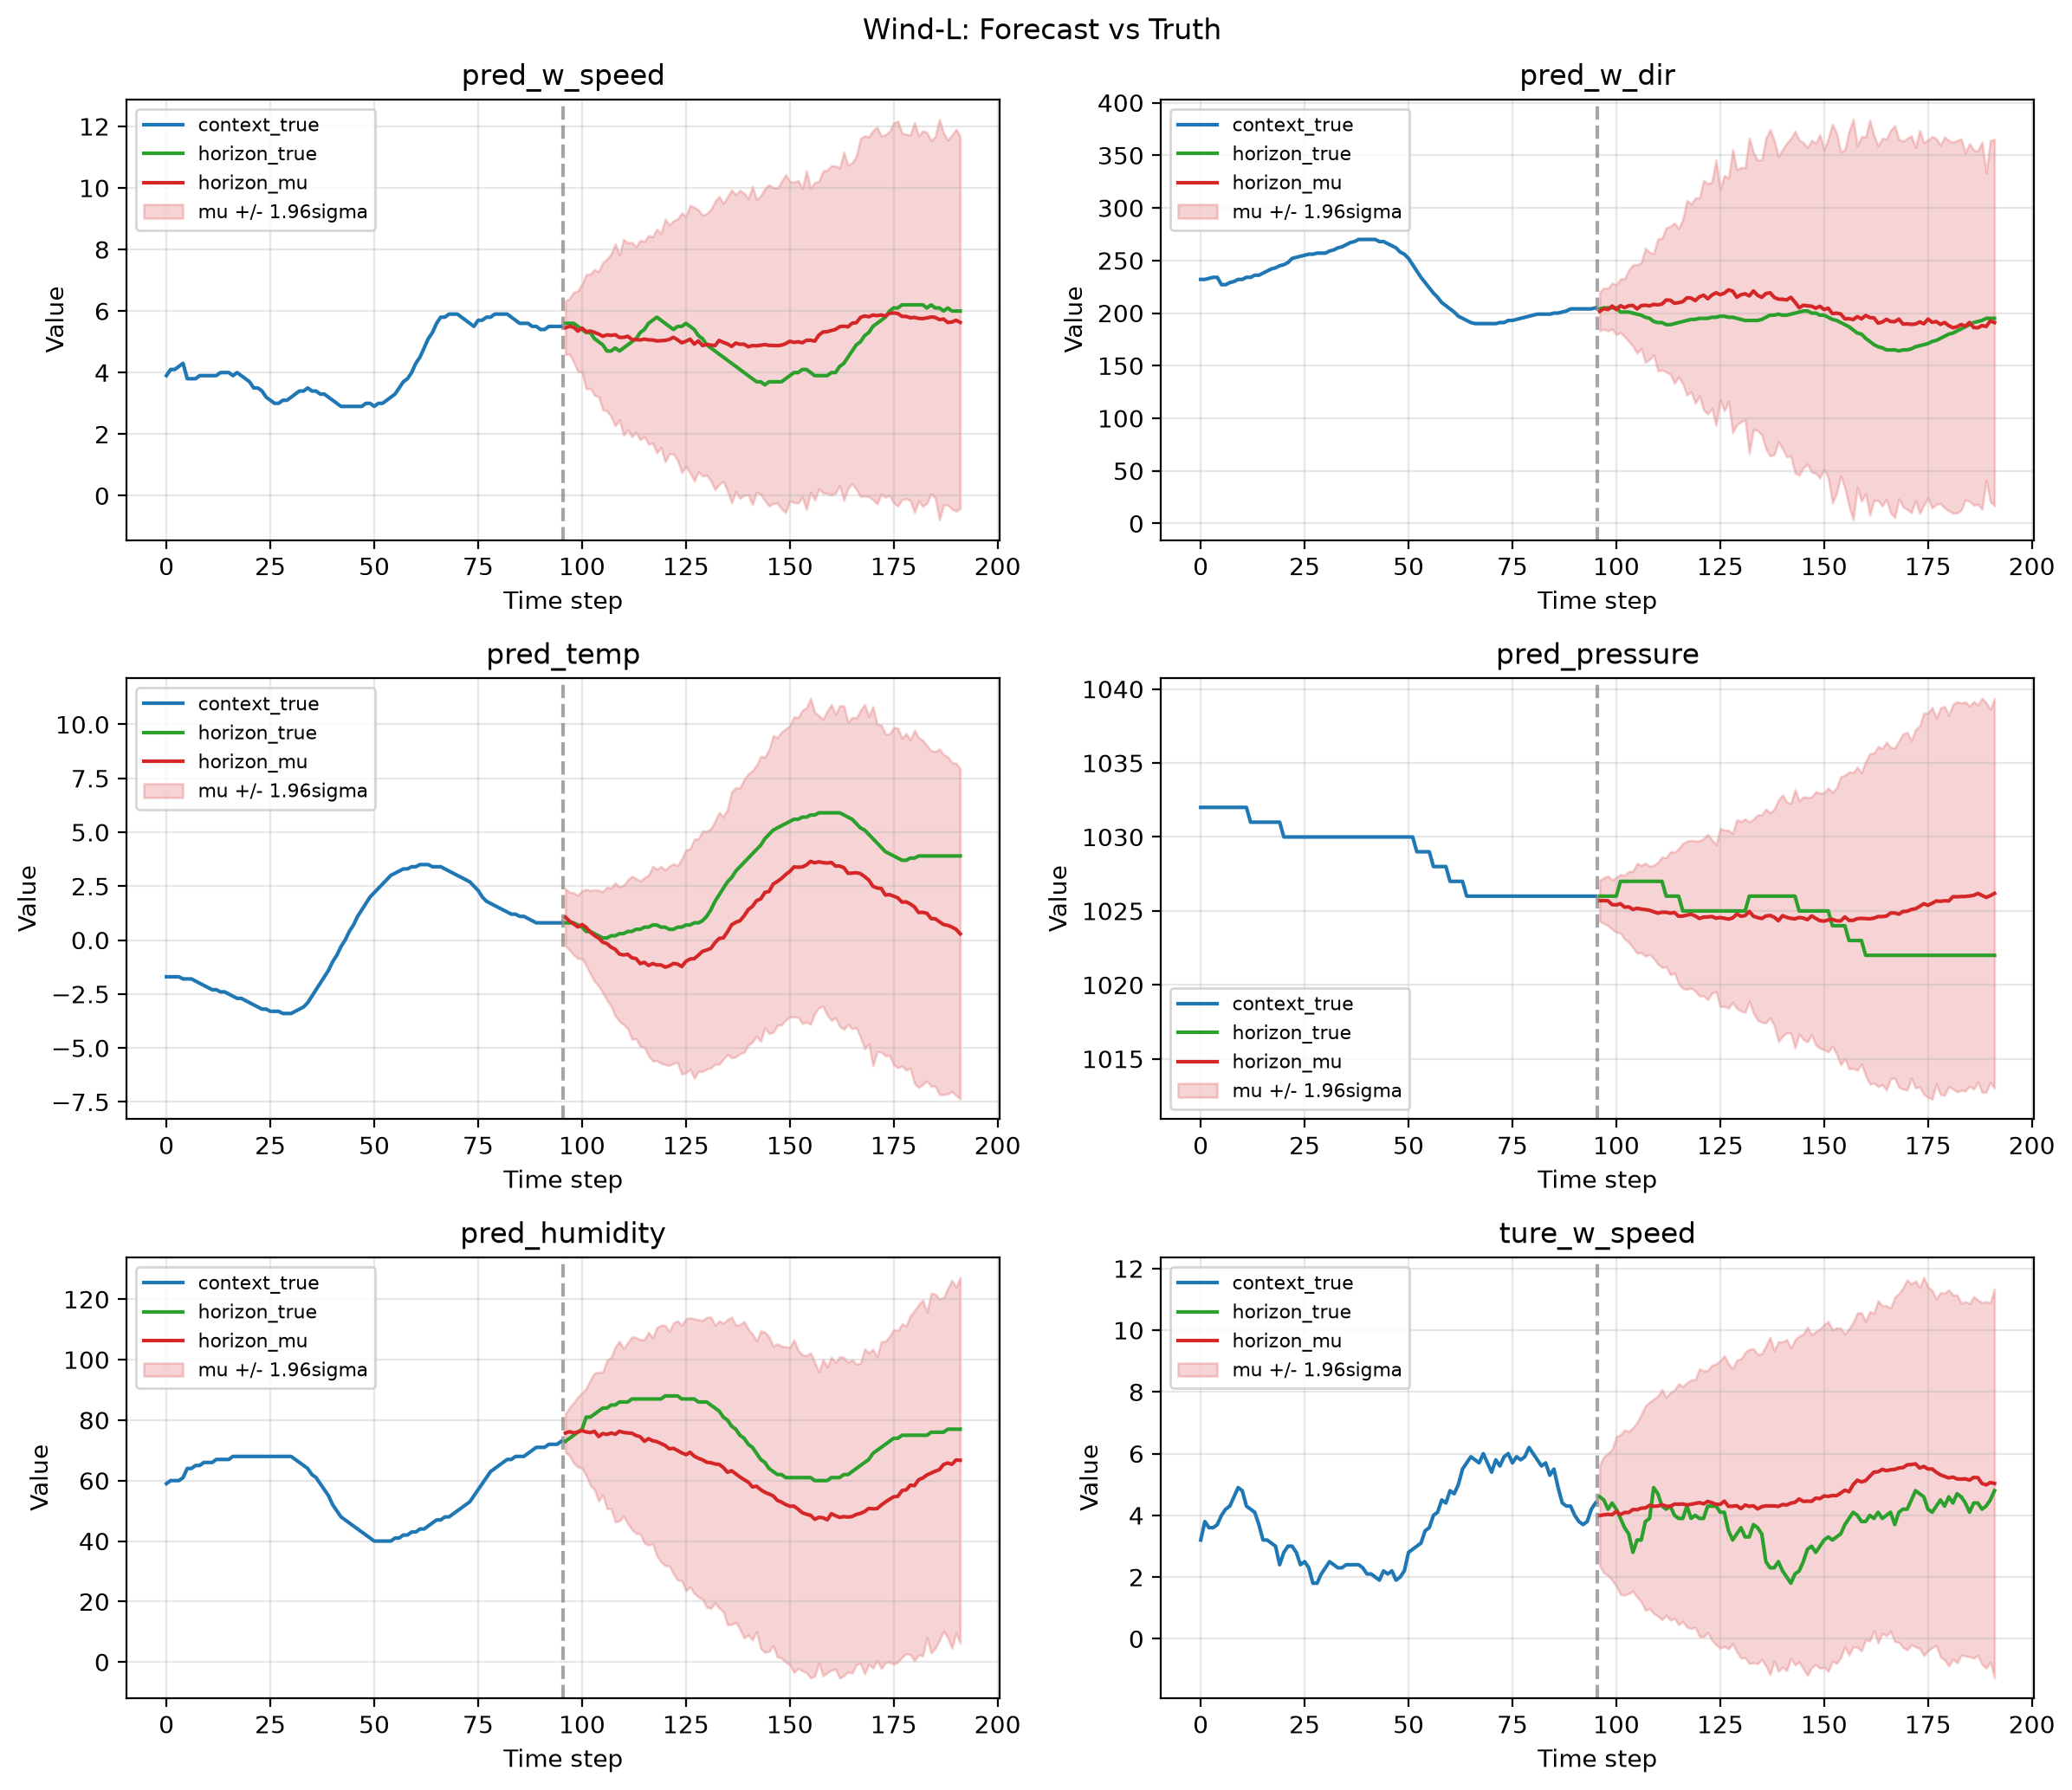 Wind-L: Forecast vs Truth
pred_w_speed
context_true
horizon_true
horizon_mu
mu +/- 1.96sigma
12
10
8
6
4
2
0
Value
0 25 50 75 100 125 150 175 200
Time step
pred_w_dir
context_true
horizon_true
horizon_mu
mu +/- 1.96sigma
400
350
300
250
200
150
100
50
0
Value
0 25 50 75 100 125 150 175 200
Time step
pred_temp
context_true
horizon_true
horizon_mu
mu +/- 1.96sigma
10.0
7.5
5.0
2.5
0.0
−2.5
−5.0
−7.5
Value
0 25 50 75 100 125 150 175 200
Time step
pred_pressure
1040
1035
1030
1025
1020
1015
Value
context_true
horizon_true
horizon_mu
mu +/- 1.96sigma
0 25 50 75 100 125 150 175 200
Time step
pred_humidity
context_true
horizon_true
horizon_mu
mu +/- 1.96sigma
120
100
80
60
40
20
0
Value
0 25 50 75 100 125 150 175 200
Time step
ture_w_speed
context_true
horizon_true
horizon_mu
mu +/- 1.96sigma
12
10
8
6
4
2
0
Value
0 25 50 75 100 125 150 175 200
Time step